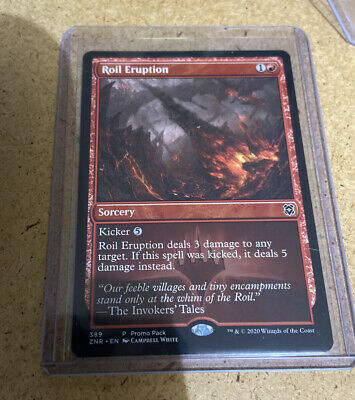 Roil Eruption 1
Sorcery
Kicker 5
Roil Eruption deals 3 damage to any
target. If this spell was kicked, it deals 5
damage instead.
"Our feeble villages and tiny encampments
stand only at the whim of the Roil."
—The Invokers' Tales
389 P Promo Pack
ZNR • EN Campbell White
™ & © 2020 Wizards of the Coast